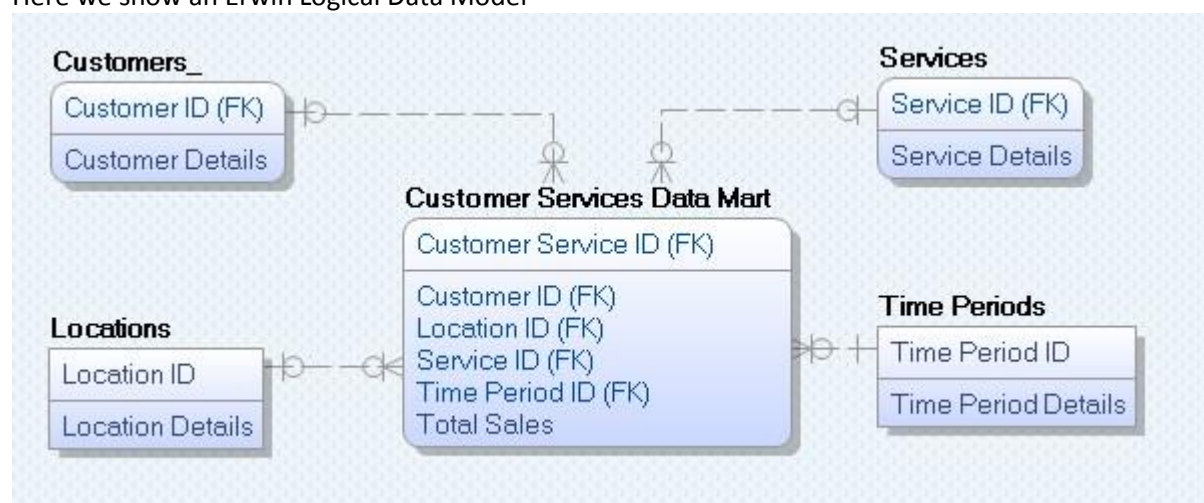 Here we show an Erwin Logical Data Model
Customers_
Customer ID (FK)
Customer Details
Services
Service ID (FK)
Service Details
Customer Services Data Mart
Customer Service ID (FK)
Customer ID (FK)
Location ID (FK)
Service ID (FK)
Time Period ID (FK)
Total Sales
Locations
Location ID
Location Details
Time Periods
Time Period ID
Time Period Details